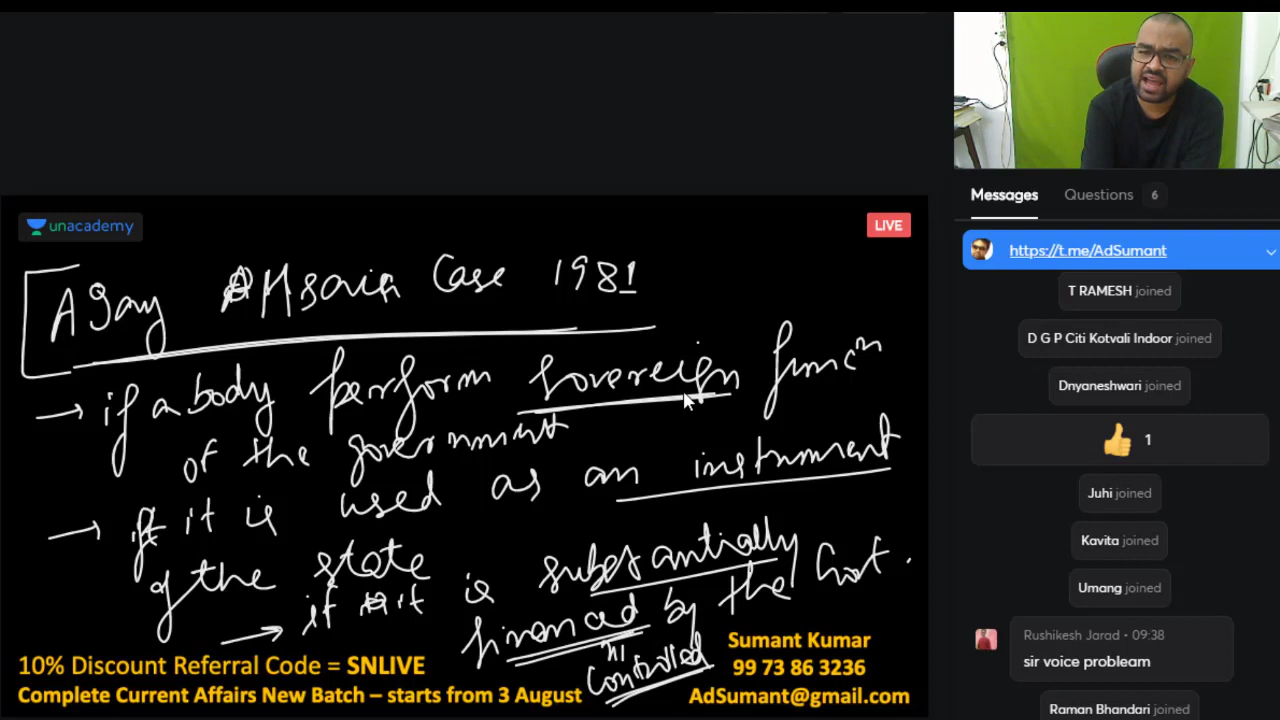 unacademy
LIVE
Ajay Hasain Case 1981
→ if a body perform sovereign funcⁿ
of the government
→ if it is used as an instrument
of the state
→ if it is substantially
financed by the Govt.
controlled
10% Discount Referral Code = SNLIVE
Complete Current Affairs New Batch – starts from 3 August
Sumant Kumar
99 73 86 3236
AdSumant@gmail.com
Messages
Questions 6
https://t.me/AdSumant
T RAMESH joined
D G P Citi Kotvali Indoor joined
Dnyaneshwari joined
👍 1
Juhi joined
Kavita joined
Umang joined
Rushikesh Jarad • 09:38
sir voice probleam
Raman Bhandari joined